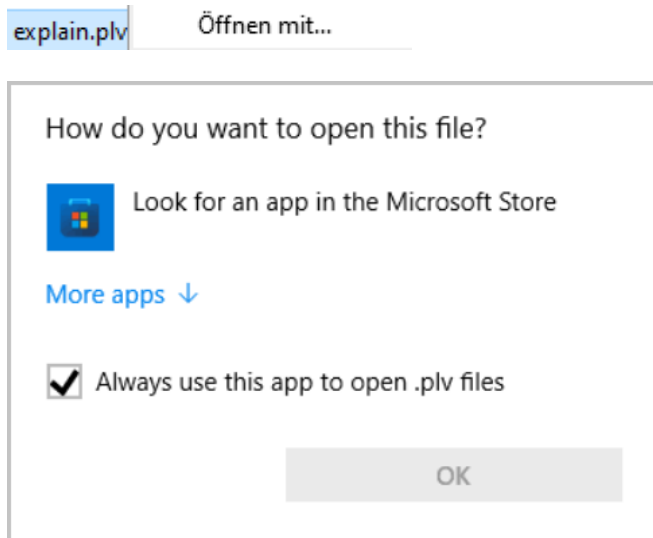 explain.plv
Öffnen mit...
How do you want to open this file?
Look for an app in the Microsoft Store
More apps ↓
Always use this app to open .plv files
OK